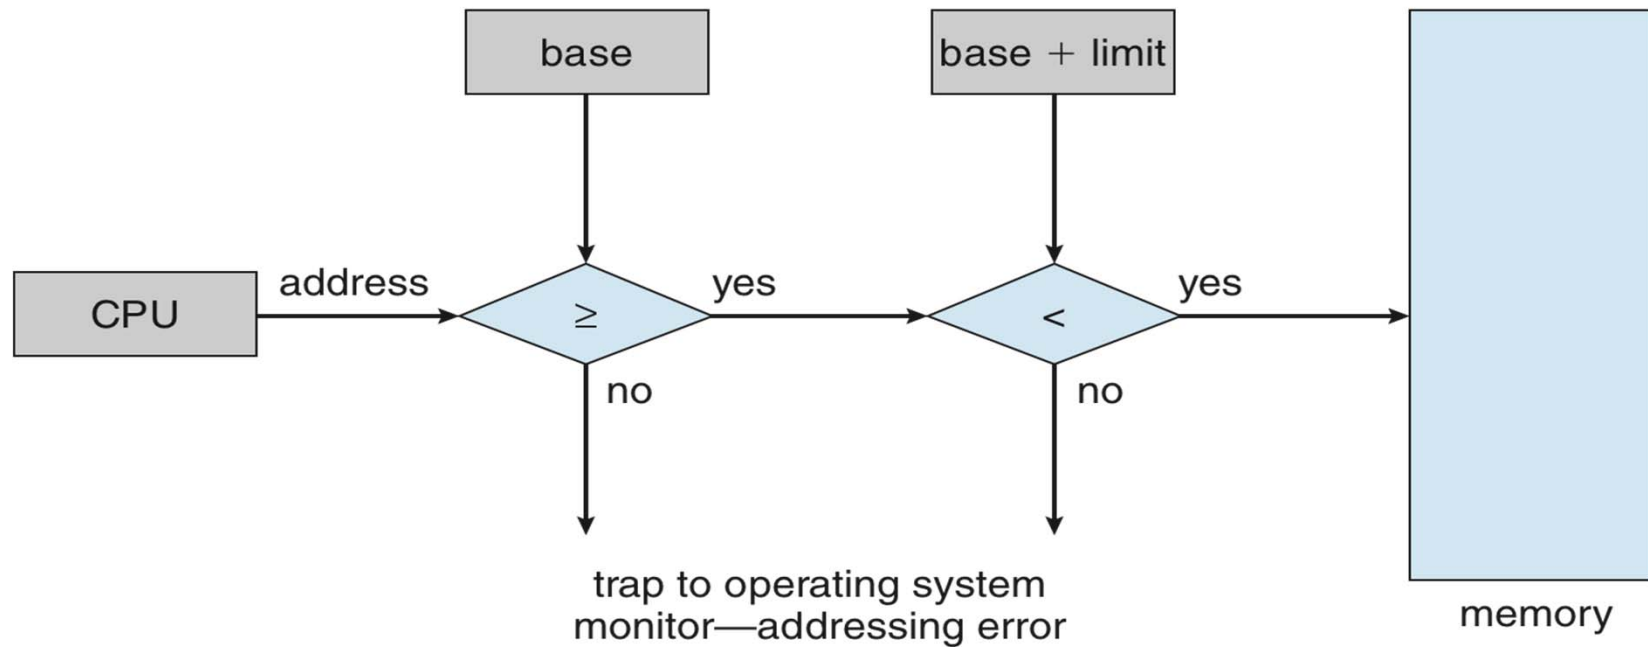 base
base + limit
CPU
address
≥
yes
<
yes
no
no
trap to operating system
monitor—addressing error
memory